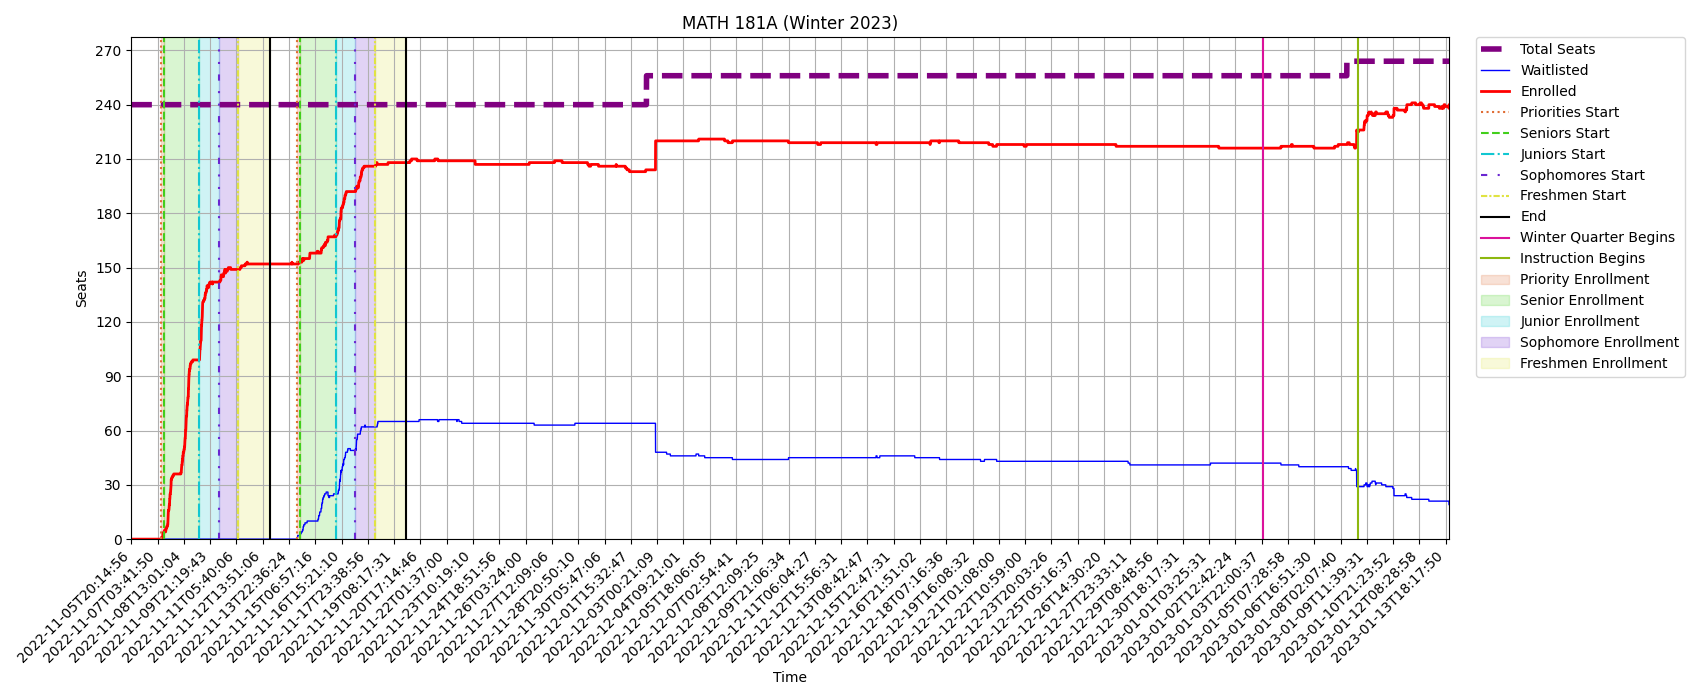 MATH 181A (Winter 2023)
Seats
270
240
210
180
150
120
90
60
30
0
2022-11-05T20:14:56
2022-11-07T03:41:50
2022-11-08T13:01:04
2022-11-09T21:19:43
2022-11-11T05:40:06
2022-11-12T13:51:06
2022-11-13T22:36:24
2022-11-15T06:57:10
2022-11-16T15:21:10
2022-11-17T23:38:56
2022-11-19T08:17:31
2022-11-20T17:14:46
2022-11-22T01:37:00
2022-11-23T10:19:10
2022-11-24T18:51:56
2022-11-26T03:24:00
2022-11-27T12:09:06
2022-11-28T20:50:10
2022-11-30T05:47:06
2022-12-01T15:32:47
2022-12-03T00:21:09
2022-12-04T09:21:01
2022-12-05T18:06:05
2022-12-07T02:54:41
2022-12-08T12:09:25
2022-12-09T21:06:34
2022-12-11T06:04:27
2022-12-12T15:56:31
2022-12-13T08:42:47
2022-12-15T12:47:31
2022-12-16T21:51:02
2022-12-18T07:16:36
2022-12-19T16:08:32
2022-12-21T01:08:00
2022-12-22T10:59:00
2022-12-23T20:03:26
2022-12-25T05:16:37
2022-12-26T14:30:20
2022-12-27T23:33:11
2022-12-29T08:48:56
2022-12-30T18:17:31
2023-01-01T03:25:31
2023-01-02T12:42:24
2023-01-03T22:00:37
2023-01-05T07:28:58
2023-01-06T16:51:30
2023-01-08T02:07:40
2023-01-09T11:39:31
2023-01-10T21:23:52
2023-01-12T08:28:58
2023-01-13T18:17:50
Time
Total Seats
Waitlisted
Enrolled
Priorities Start
Seniors Start
Juniors Start
Sophomores Start
Freshmen Start
End
Winter Quarter Begins
Instruction Begins
Priority Enrollment
Senior Enrollment
Junior Enrollment
Sophomore Enrollment
Freshmen Enrollment